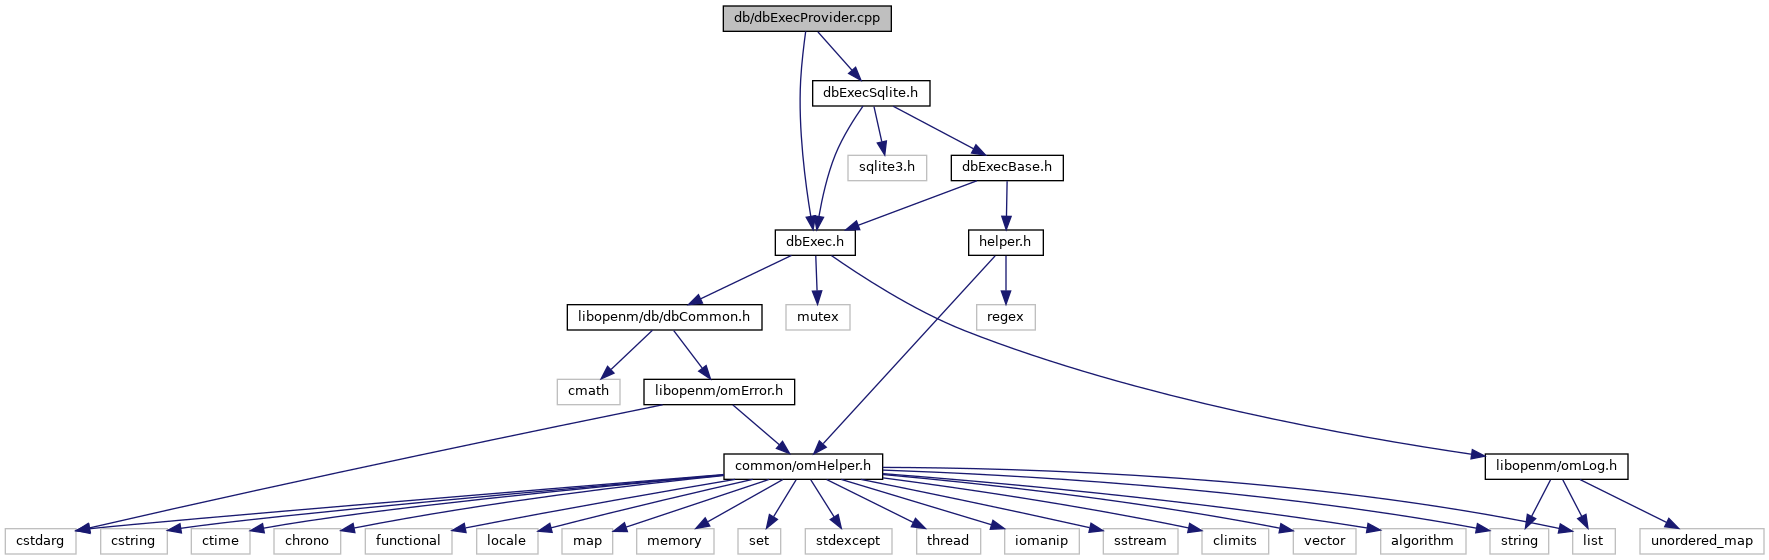 db/dbExecProvider.cpp
dbExecSqlite.h
sqlite3.h
dbExecBase.h
dbExec.h
helper.h
libopenm/db/dbCommon.h
mutex
regex
cmath
libopenm/omError.h
common/omHelper.h
libopenm/omLog.h
cstdarg
cstring
ctime
chrono
functional
locale
map
memory
set
stdexcept
thread
iomanip
sstream
climits
vector
algorithm
string
list
unordered_map